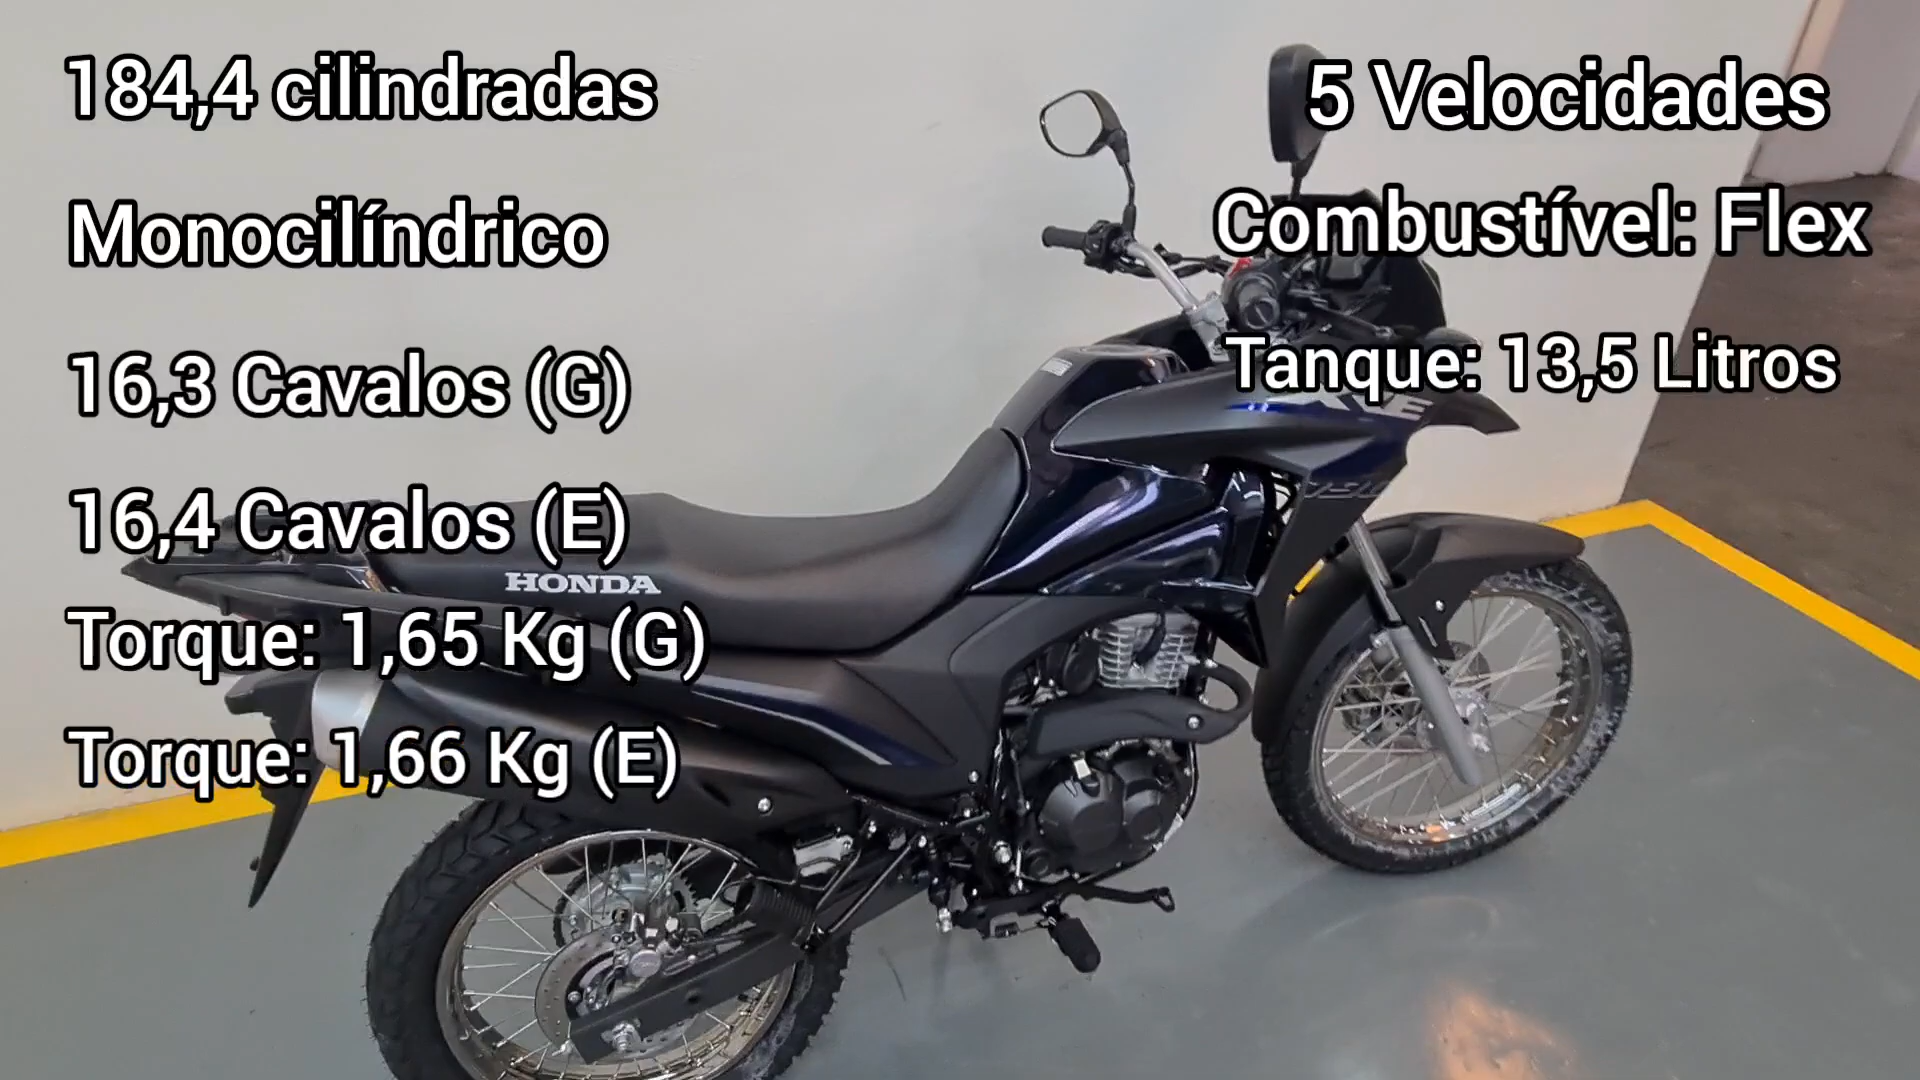 184,4 cilindradas
Monocilíndrico
16,3 Cavalos (G)
16,4 Cavalos (E)
HONDA
Torque: 1,65 Kg (G)
Torque: 1,66 Kg (E)
5 Velocidades
Combustível: Flex
Tanque: 13,5 Litros
XRE